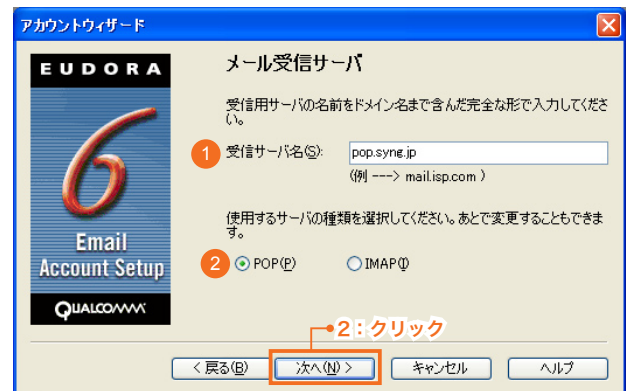 アカウントウィザード
EUDORA
6
Email
Account Setup
QUALCOMM
メール受信サーバ
受信用サーバの名前をドメイン名まで含んだ完全な形で入力してくださ
い。
1 受信サーバ名(S): pop.syne.jp
(例 ---> mail.isp.com )
使用するサーバの種類を選択してください。あとで変更することもできま
す。
2 POP(P) IMAP(I)
2：クリック
< 戻る(B) 次へ(N) > キャンセル ヘルプ